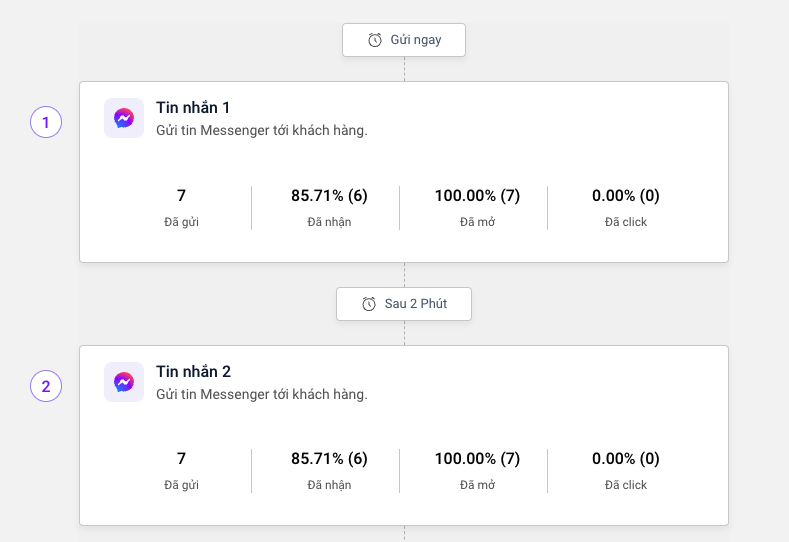 Gửi ngay
1
Tin nhắn 1
Gửi tin Messenger tới khách hàng.
7 85.71% (6) 100.00% (7) 0.00% (0)
Đã gửi Đã nhận Đã mở Đã click
Sau 2 Phút
2
Tin nhắn 2
Gửi tin Messenger tới khách hàng.
7 85.71% (6) 100.00% (7) 0.00% (0)
Đã gửi Đã nhận Đã mở Đã click